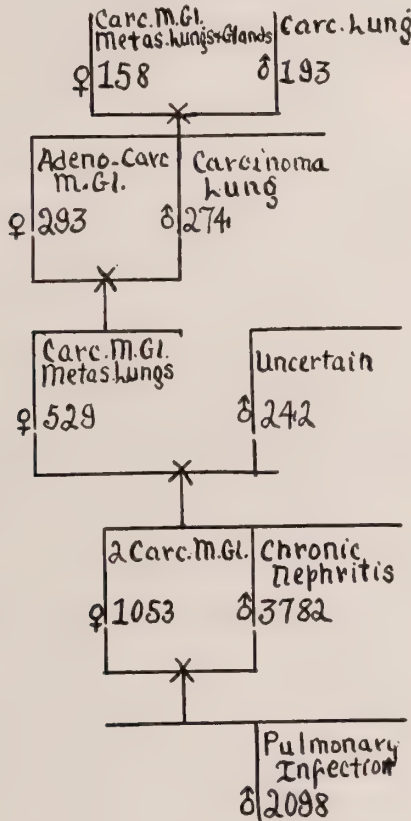 Carc. M. Gl.
Metas. Lungs+Glands
♀ 158
Carc. Lung
♂ 193
Adeno-Carc
M. Gl.
♀ 293
Carcinoma
Lung
♂ 274
Carc. M. Gl.
Metas. Lungs
♀ 529
Uncertain
♂ 242
2 Carc. M. Gl.
♀ 1053
Chronic
Nephritis
♂ 3782
Pulmonary
Infection
♂ 2098